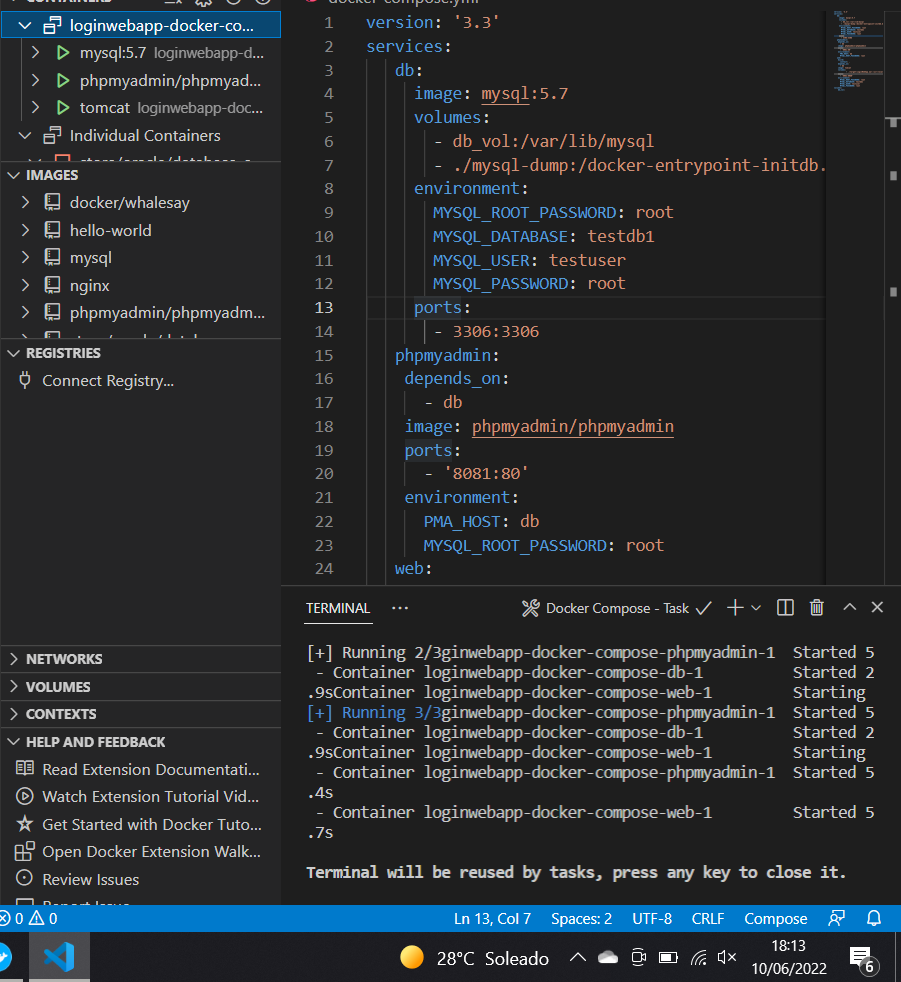 CONTAINERS
loginwebapp-docker-co...
mysql:5.7 loginwebapp-d...
phpmyadmin/phpmyad...
tomcat loginwebapp-doc...
Individual Containers
IMAGES
docker/whalesay
hello-world
mysql
nginx
phpmyadmin/phpmyadm...
REGISTRIES
Connect Registry...
NETWORKS
VOLUMES
CONTEXTS
HELP AND FEEDBACK
Read Extension Documentati...
Watch Extension Tutorial Vid...
Get Started with Docker Tuto...
Open Docker Extension Walk...
Review Issues
Report Issue
docker-compose.yml
1 version: '3.3'
2 services:
3 db:
4 image: mysql:5.7
5 volumes:
6 - db_vol:/var/lib/mysql
7 - ./mysql-dump:/docker-entrypoint-initdb.
8 environment:
9 MYSQL_ROOT_PASSWORD: root
10 MYSQL_DATABASE: testdb1
11 MYSQL_USER: testuser
12 MYSQL_PASSWORD: root
13 ports:
14 - 3306:3306
15 phpmyadmin:
16 depends_on:
17 - db
18 image: phpmyadmin/phpmyadmin
19 ports:
20 - '8081:80'
21 environment:
22 PMA_HOST: db
23 MYSQL_ROOT_PASSWORD: root
24 web:
TERMINAL ··· Docker Compose - Task
[+] Running 2/3ginwebapp-docker-compose-phpmyadmin-1 Started 5
- Container loginwebapp-docker-compose-db-1 Started 2
.9sContainer loginwebapp-docker-compose-web-1 Starting
[+] Running 3/3ginwebapp-docker-compose-phpmyadmin-1 Started 5
- Container loginwebapp-docker-compose-db-1 Started 2
.9sContainer loginwebapp-docker-compose-web-1 Starting
- Container loginwebapp-docker-compose-phpmyadmin-1 Started 5
.4s
- Container loginwebapp-docker-compose-web-1 Started 5
.7s
Terminal will be reused by tasks, press any key to close it.
0 0 Ln 13, Col 7 Spaces: 2 UTF-8 CRLF Compose
28°C Soleado
18:13
10/06/2022
6